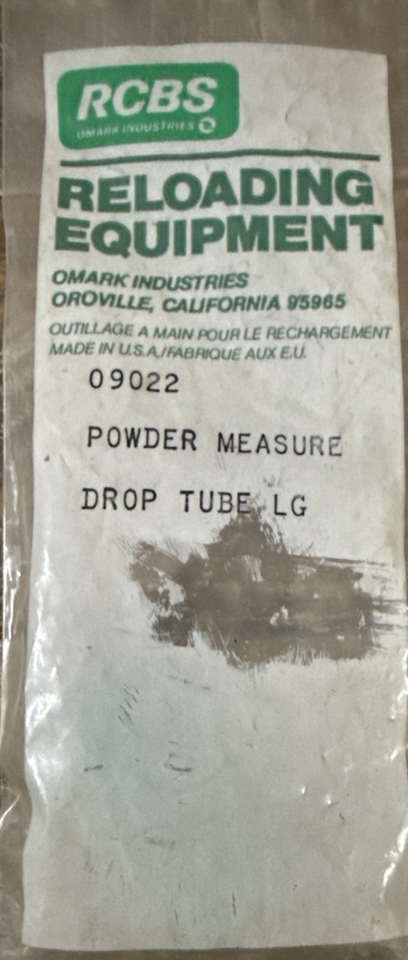 RCBS
OMARK INDUSTRIES
RELOADING
EQUIPMENT
OMARK INDUSTRIES
OROVILLE, CALIFORNIA 95965
OUTILLAGE A MAIN POUR LE RECHARGEMENT
MADE IN U.S.A./FABRIQUE AUX E.U.
09022
POWDER MEASURE
DROP TUBE LG